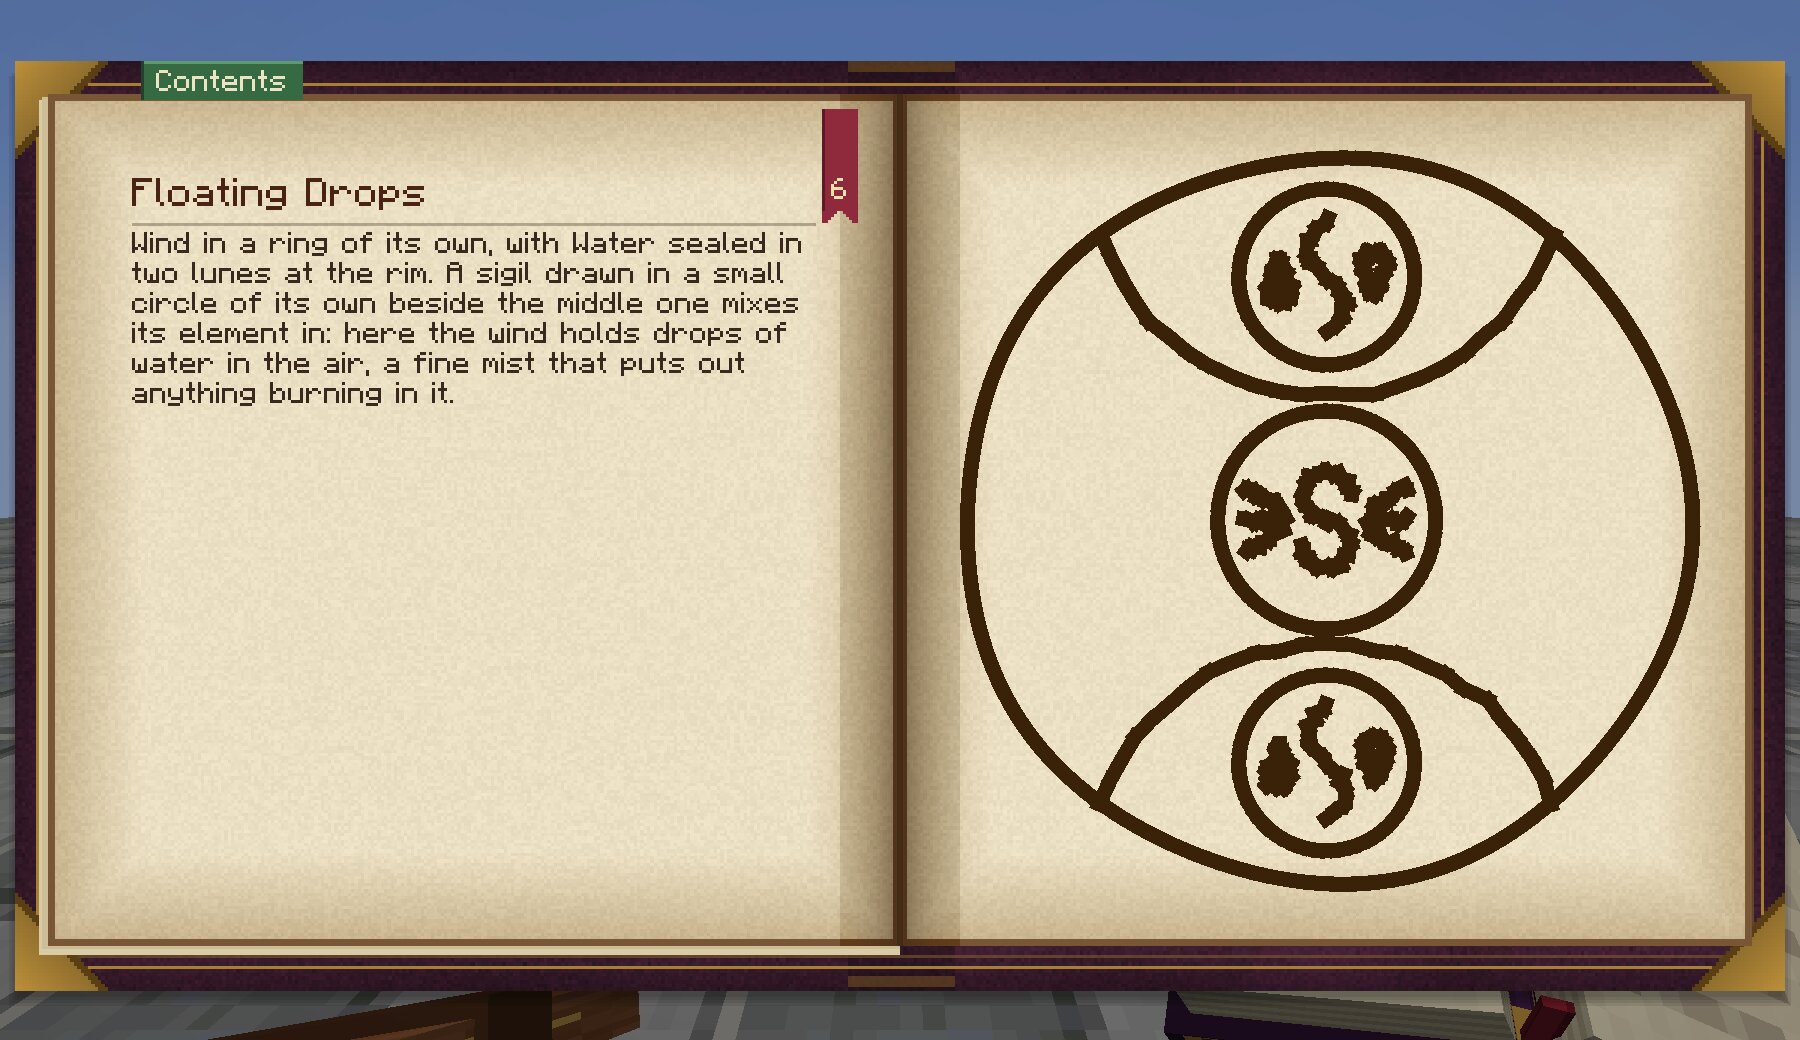 Contents
6
Floating Drops
Wind in a ring of its own, with Water sealed in
two lunes at the rim. A sigil drawn in a small
circle of its own beside the middle one mixes
its element in: here the wind holds drops of
water in the air, a fine mist that puts out
anything burning in it.